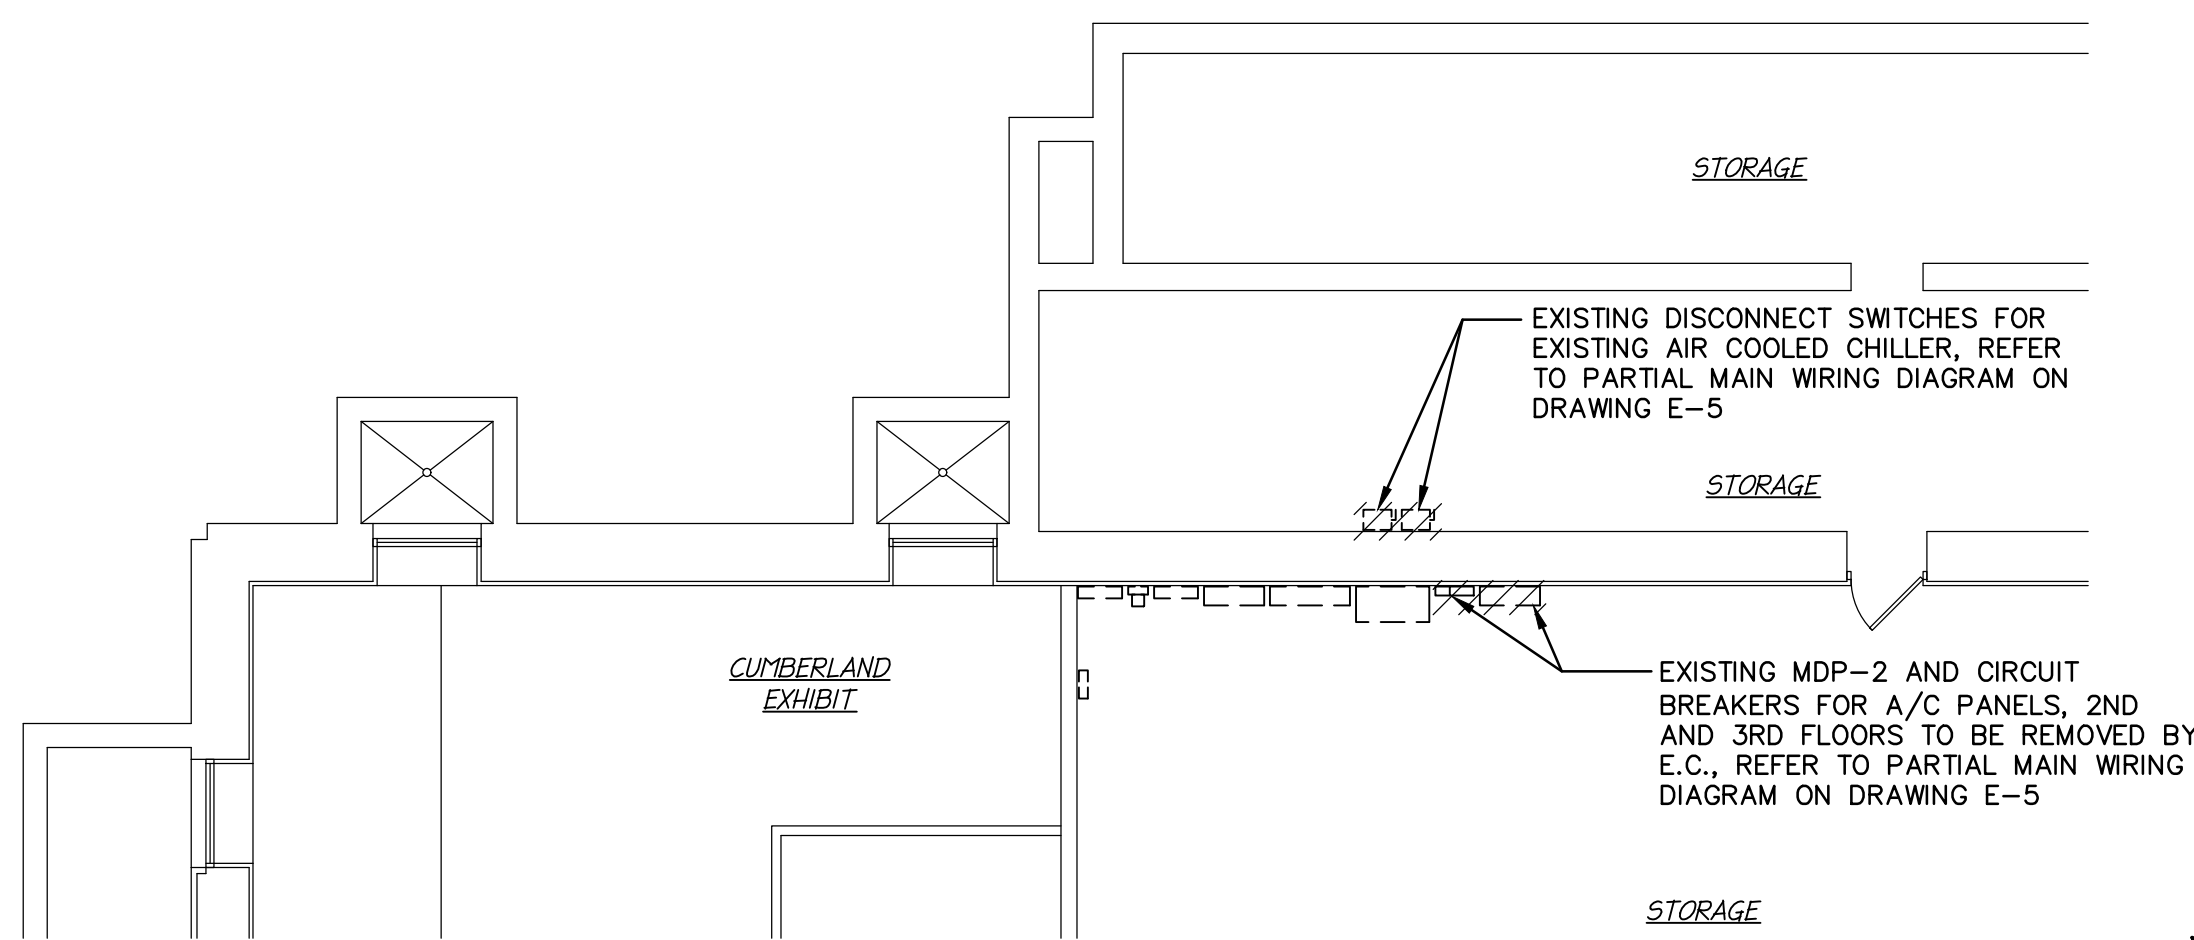 STORAGE
EXISTING DISCONNECT SWITCHES FOR
EXISTING AIR COOLED CHILLER, REFER
TO PARTIAL MAIN WIRING DIAGRAM ON
DRAWING E-5
STORAGE
CUMBERLAND
EXHIBIT
EXISTING MDP-2 AND CIRCUIT
BREAKERS FOR A/C PANELS, 2ND
AND 3RD FLOORS TO BE REMOVED BY
E.C., REFER TO PARTIAL MAIN WIRING
DIAGRAM ON DRAWING E-5
STORAGE